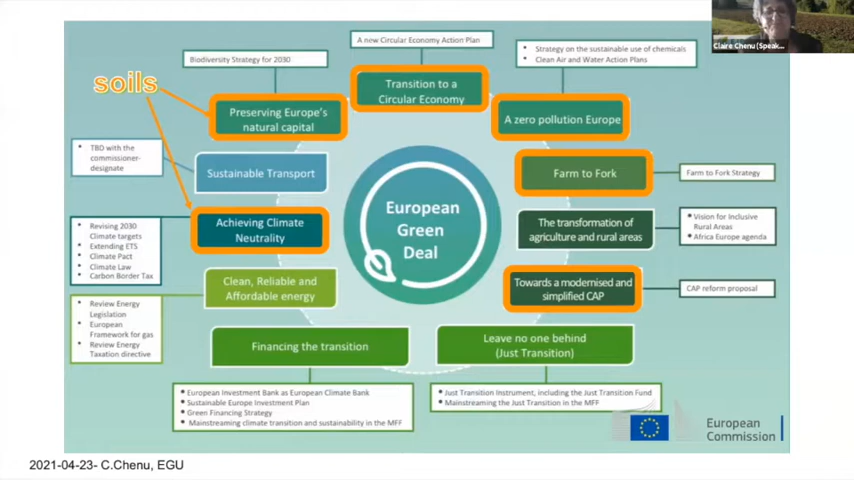 Claire Chenu (Speak...
A new Circular Economy Action Plan
Biodiversity Strategy for 2030
• Strategy on the sustainable use of chemicals
• Clean Air and Water Action Plans
soils
Transition to a
Circular Economy
Preserving Europe's
natural capital
A zero pollution Europe
• TBD with the
commissioner-
designate
Sustainable Transport
Farm to Fork
Farm to Fork Strategy
European
Green
Deal
Achieving Climate
Neutrality
The transformation of
agriculture and rural areas
• Vision for Inclusive
Rural Areas
• Africa Europe agenda
• Revising 2030
Climate targets
• Extending ETS
• Climate Pact
• Climate Law
• Carbon Border Tax
Clean, Reliable and
Affordable energy
Towards a modernised and
simplified CAP
CAP reform proposal
• Review Energy
Legislation
• European
Framework for gas
• Review Energy
Taxation directive
Financing the transition
Leave no one behind
(Just Transition)
• European Investment Bank as European Climate Bank
• Sustainable Europe Investment Plan
• Green Financing Strategy
• Mainstreaming climate transition and sustainability in the MFF
• Just Transition Instrument, including the Just Transition Fund
• Mainstreaming the Just Transition in the MFF
European
Commission
2021-04-23- C.Chenu, EGU